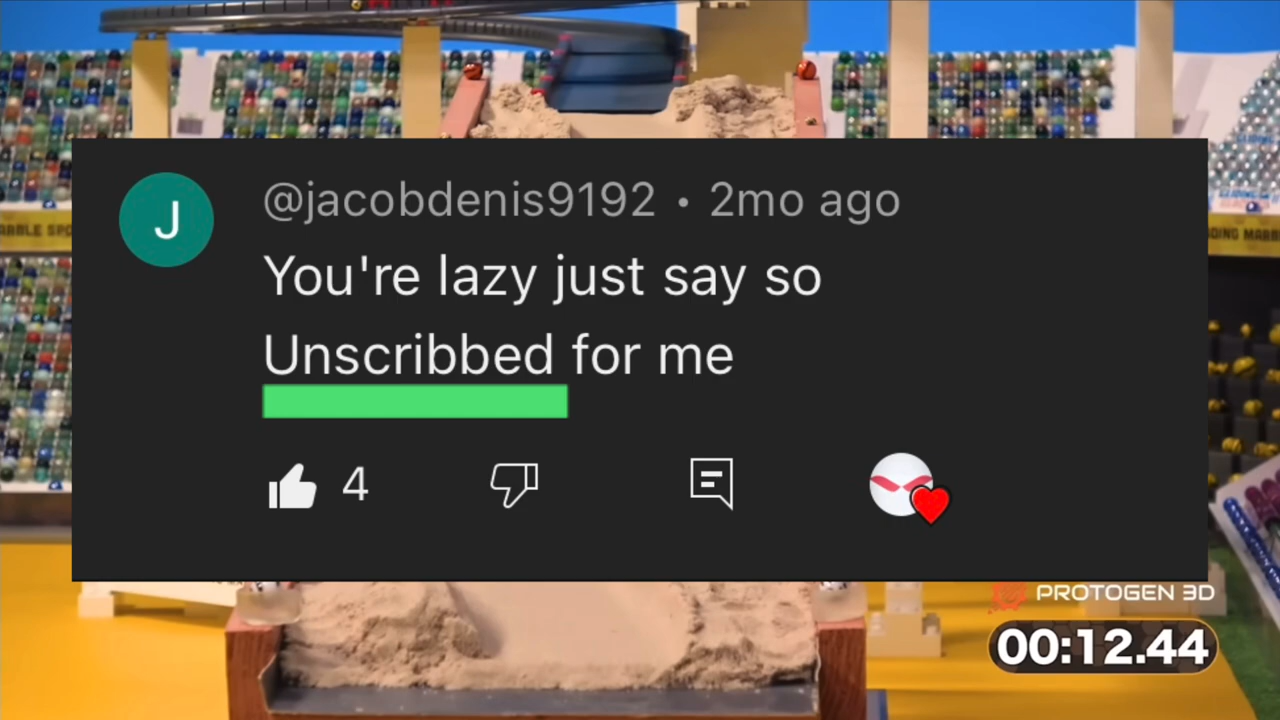 J
@jacobdenis9192 • 2mo ago
You're lazy just say so
Unscribbed for me
4
PROTOGEN 3D
00:12.44